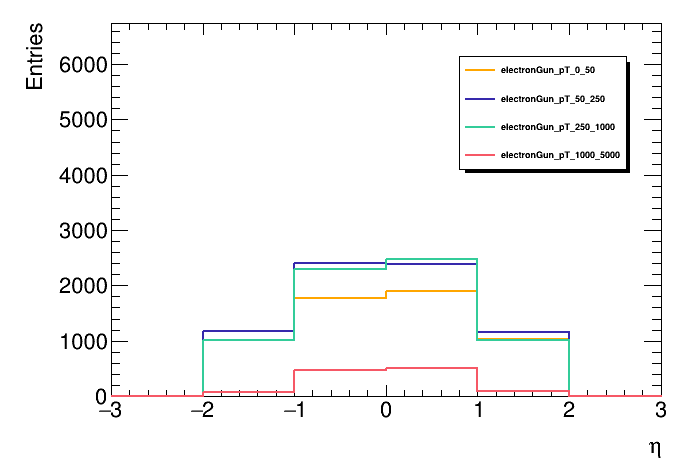 Entries
6000
5000
4000
3000
2000
1000
0
electronGun_pT_0_50
electronGun_pT_50_250
electronGun_pT_250_1000
electronGun_pT_1000_5000
−3 −2 −1 0 1 2 3
η